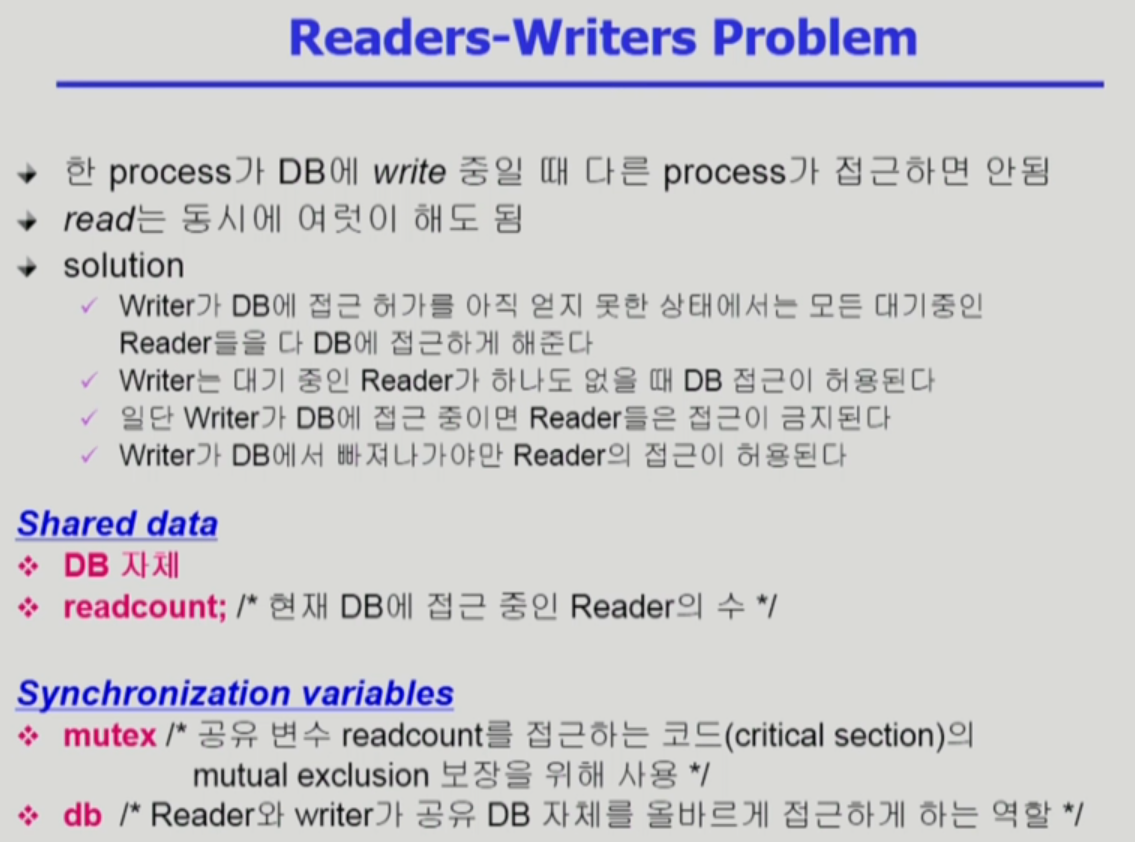 Readers-Writers Problem
한 process가 DB에 write 중일 때 다른 process가 접근하면 안됨
read는 동시에 여럿이 해도 됨
solution
✓ Writer가 DB에 접근 허가를 아직 얻지 못한 상태에서는 모든 대기중인
Reader들을 다 DB에 접근하게 해준다
✓ Writer는 대기 중인 Reader가 하나도 없을 때 DB 접근이 허용된다
✓ 일단 Writer가 DB에 접근 중이면 Reader들은 접근이 금지된다
✓ Writer가 DB에서 빠져나가야만 Reader의 접근이 허용된다
Shared data
❖ DB 자체
❖ readcount; /* 현재 DB에 접근 중인 Reader의 수 */
Synchronization variables
❖ mutex /* 공유 변수 readcount를 접근하는 코드(critical section)의
mutual exclusion 보장을 위해 사용 */
❖ db /* Reader와 writer가 공유 DB 자체를 올바르게 접근하게 하는 역할 */